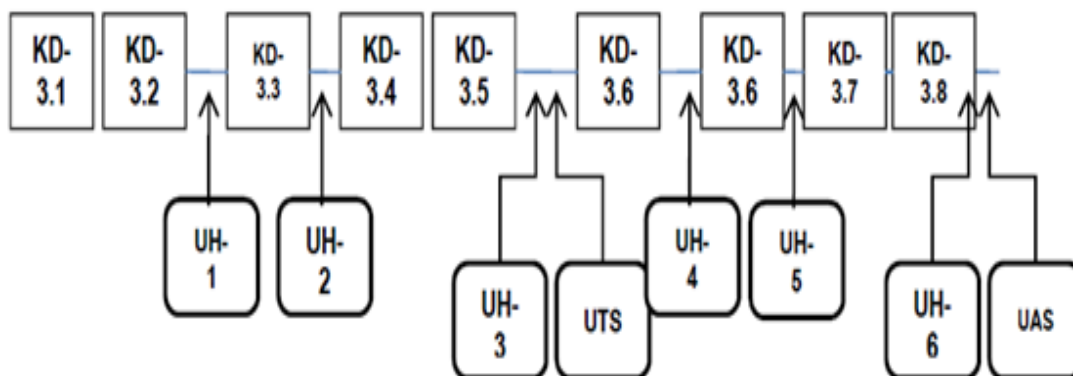 KD-
3.1
KD-
3.2
KD-
3.3
KD-
3.4
KD-
3.5
KD-
3.6
KD-
3.6
KD-
3.7
KD-
3.8
UH-
1
UH-
2
UH-
3
UTS
UH-
4
UH-
5
UH-
6
UAS